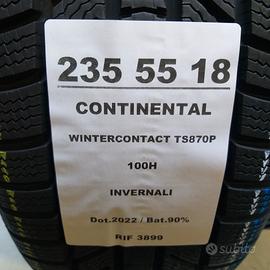 235 55 18
CONTINENTAL
WINTERCONTACT TS870P
100H
INVERNALI
Dot.2022 / Bat.90%
RIF 3899
subito